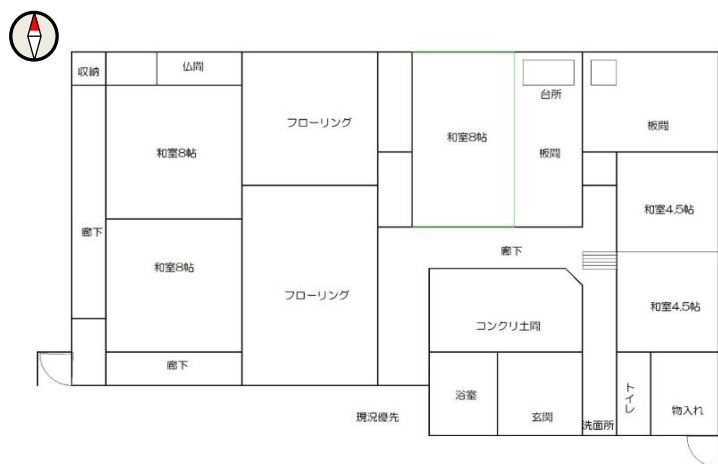 収納
仏間
台所
フローリング
和室8帖
板間
板間
和室8帖
和室4.5帖
廊下
廊下
和室8帖
フローリング
和室4.5帖
コンクリ土間
廊下
浴室
玄関
洗面所
トイレ
物入れ
現況優先